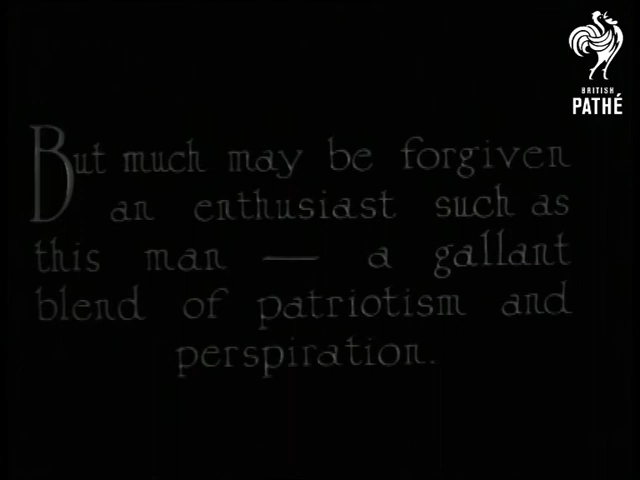 BRITISH
PATHÉ
But much may be forgiven
an enthusiast such as
this man — a gallant
blend of patriotism and
perspiration.